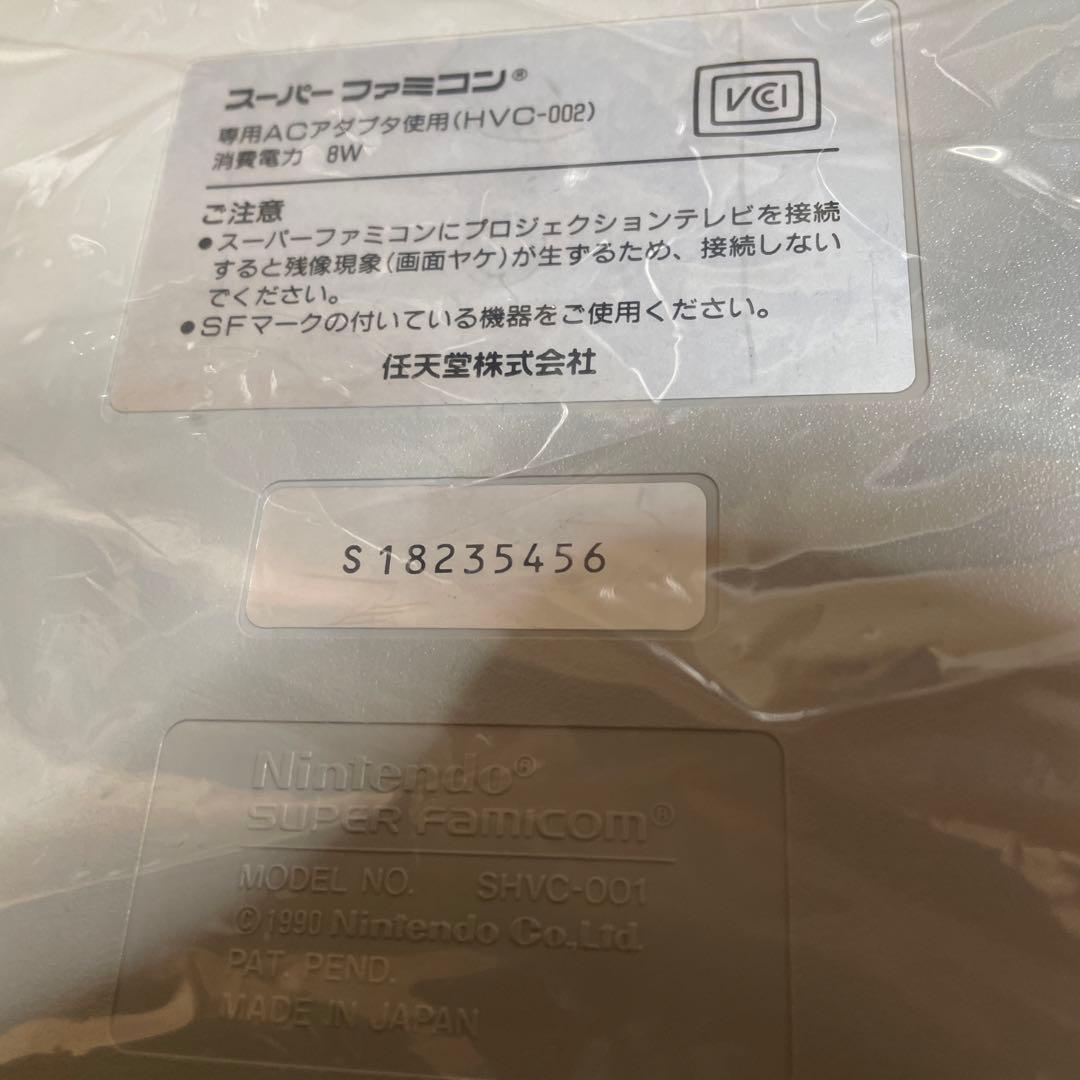 スーパーファミコン®
VCI
専用ACアダプタ使用(HVC-002)
消費電力 8W
ご注意
●スーパーファミコンにプロジェクションテレビを接続
すると残像現象(画面ヤケ)が生ずるため、接続しない
でください。
●SFマークの付いている機器をご使用ください。
任天堂株式会社
S18235456
Nintendo®
SUPER Famicom®
MODEL NO. SHVC-001
©1990 Nintendo Co.,Ltd.
PAT. PEND.
MADE IN JAPAN